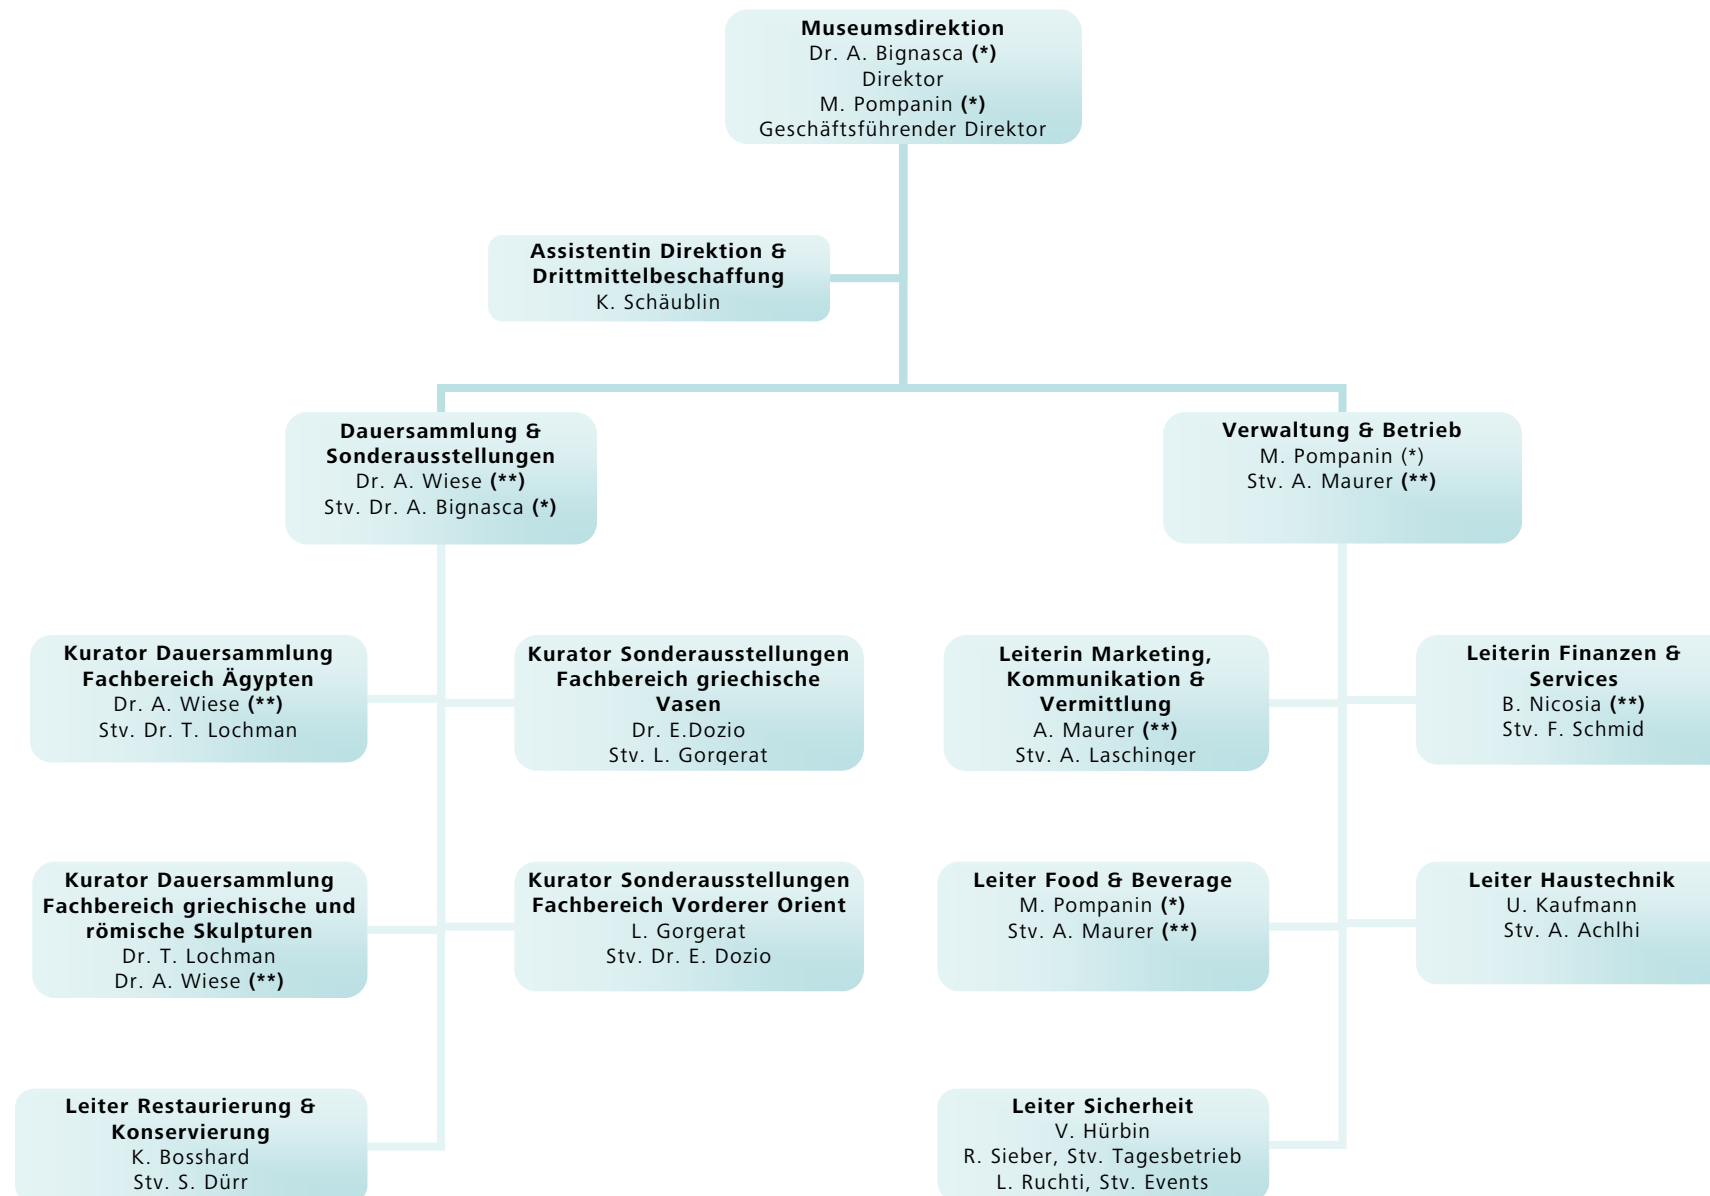 Museumsdirektion
Dr. A. Bignasca (*)
Direktor
M. Pompanin (*)
Geschäftsführender Direktor
Assistentin Direktion &
Drittmittelbeschaffung
K. Schäublin
Dauersammlung &
Sonderausstellungen
Dr. A. Wiese (**)
Stv. Dr. A. Bignasca (*)
Verwaltung & Betrieb
M. Pompanin (*)
Stv. A. Maurer (**)
Kurator Dauersammlung
Fachbereich Ägypten
Dr. A. Wiese (**)
Stv. Dr. T. Lochman
Kurator Sonderausstellungen
Fachbereich griechische
Vasen
Dr. E.Dozio
Stv. L. Gorgerat
Leiterin Marketing,
Kommunikation &
Vermittlung
A. Maurer (**)
Stv. A. Laschinger
Leiterin Finanzen &
Services
B. Nicosia (**)
Stv. F. Schmid
Kurator Dauersammlung
Fachbereich griechische und
römische Skulpturen
Dr. T. Lochman
Dr. A. Wiese (**)
Kurator Sonderausstellungen
Fachbereich Vorderer Orient
L. Gorgerat
Stv. Dr. E. Dozio
Leiter Food & Beverage
M. Pompanin (*)
Stv. A. Maurer (**)
Leiter Haustechnik
U. Kaufmann
Stv. A. Achlhi
Leiter Restaurierung &
Konservierung
K. Bosshard
Stv. S. Dürr
Leiter Sicherheit
V. Hürbin
R. Sieber, Stv. Tagesbetrieb
L. Ruchti, Stv. Events